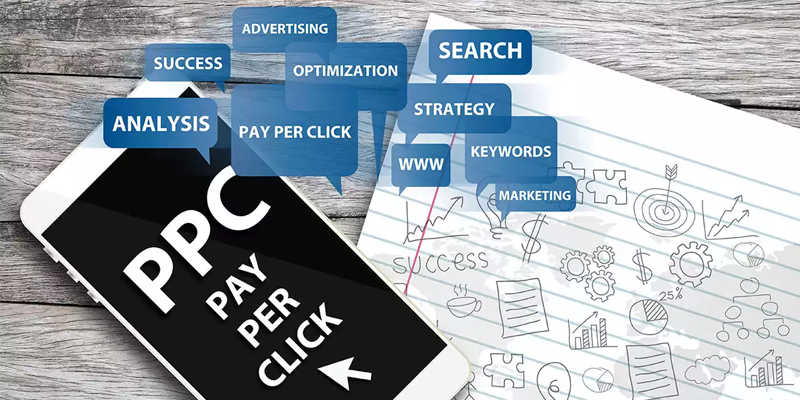 ADVERTISING
SUCCESS
OPTIMIZATION
SEARCH
ANALYSIS
PAY PER CLICK
STRATEGY
WWW
KEYWORDS
MARKETING
PPC
PAY
PER
CLICK
success
$
$
25%